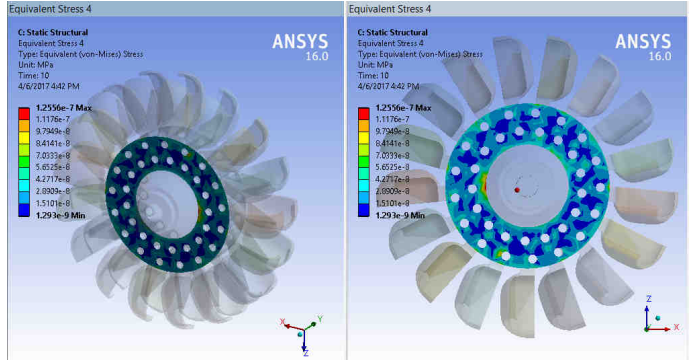 Equivalent Stress 4
C: Static Structural
Equivalent Stress 4
Type: Equivalent (von-Mises) Stress
Unit: MPa
Time: 10
4/6/2017 4:42 PM
ANSYS
16.0
1.2556e-7 Max
1.1176e-7
9.7949e-8
8.4141e-8
7.0333e-8
5.6525e-8
4.2717e-8
2.8909e-8
1.5101e-8
1.293e-9 Min
X
Y
Z
Equivalent Stress 4
C: Static Structural
Equivalent Stress 4
Type: Equivalent (von-Mises) Stress
Unit: MPa
Time: 10
4/6/2017 4:42 PM
ANSYS
16.0
1.2556e-7 Max
1.1176e-7
9.7949e-8
8.4141e-8
7.0333e-8
5.6525e-8
4.2717e-8
2.8909e-8
1.5101e-8
1.293e-9 Min
Z
Y
X